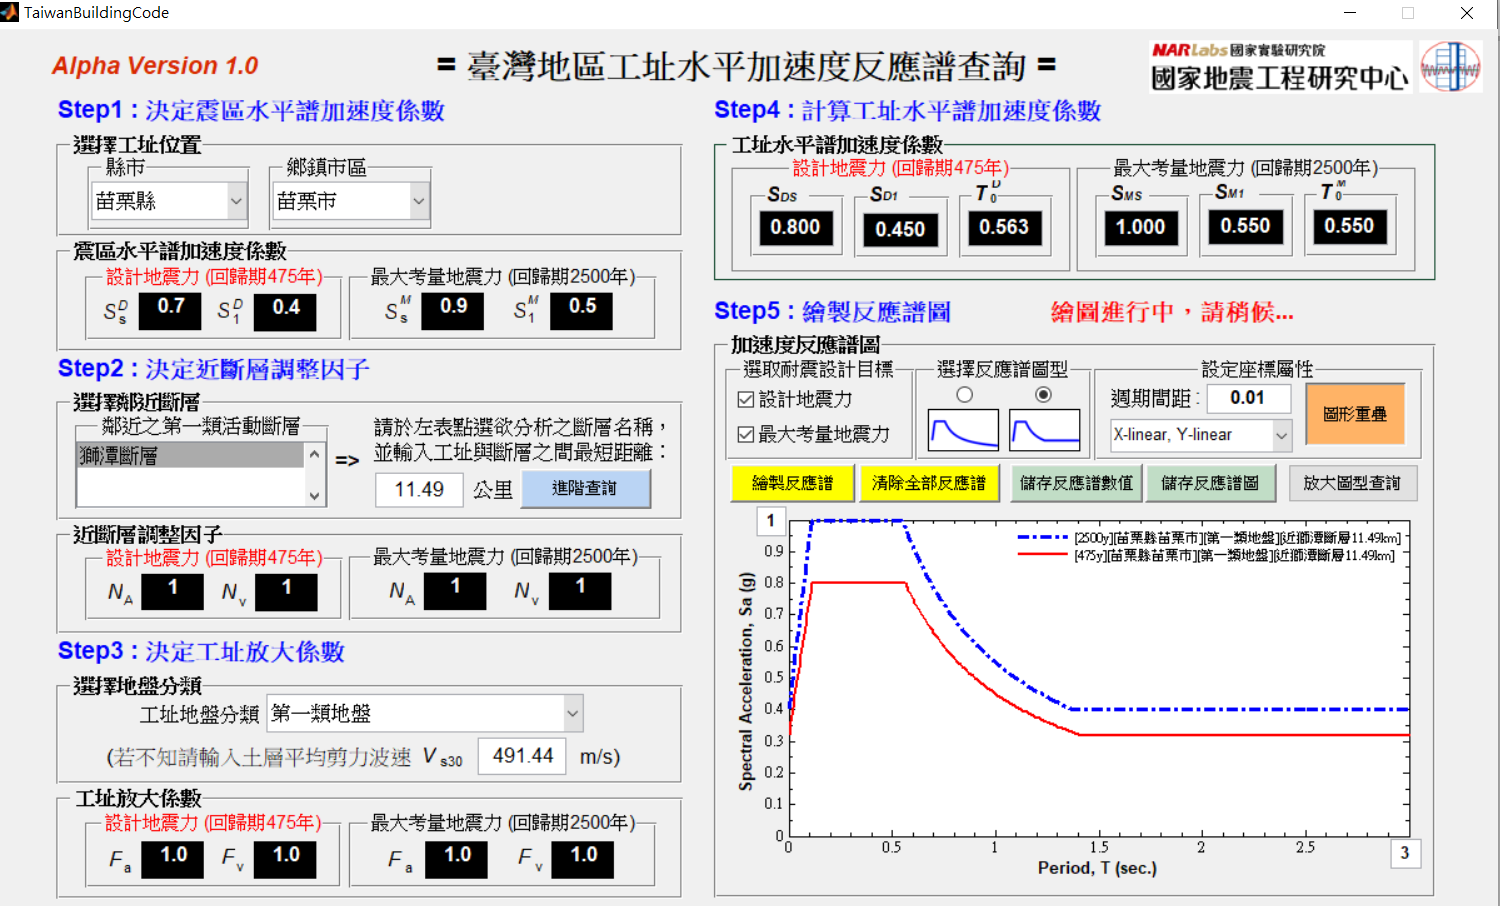 TaiwanBuildingCode
Alpha Version 1.0
= 臺灣地區工址水平加速度反應譜查詢 =
NARLabs 國家實驗研究院
國家地震工程研究中心
Step1 : 決定震區水平譜加速度係數
選擇工址位置
縣市
鄉鎮市區
苗栗縣
苗栗市
震區水平譜加速度係數
設計地震力 (回歸期475年)
最大考量地震力 (回歸期2500年)
S_s^D 0.7 S_1^D 0.4
S_s^M 0.9 S_1^M 0.5
Step2 : 決定近斷層調整因子
選擇鄰近斷層
鄰近之第一類活動斷層
獅潭斷層
=>
請於左表點選欲分析之斷層名稱，
並輸入工址與斷層之間最短距離：
11.49 公里 進階查詢
近斷層調整因子
設計地震力 (回歸期475年)
最大考量地震力 (回歸期2500年)
N_A 1 N_v 1
N_A 1 N_v 1
Step3 : 決定工址放大係數
選擇地盤分類
工址地盤分類 第一類地盤
(若不知請輸入土層平均剪力波速 V_s30 491.44 m/s)
工址放大係數
設計地震力 (回歸期475年)
最大考量地震力 (回歸期2500年)
F_a 1.0 F_v 1.0
F_a 1.0 F_v 1.0
Step4 : 計算工址水平譜加速度係數
工址水平譜加速度係數
設計地震力 (回歸期475年)
最大考量地震力 (回歸期2500年)
S_DS S_D1 T_0^D
0.800 0.450 0.563
S_MS S_M1 T_0^M
1.000 0.550 0.550
Step5 : 繪製反應譜圖
繪圖進行中，請稍候...
加速度反應譜圖
選取耐震設計目標
設計地震力
最大考量地震力
選擇反應譜圖型
設定座標屬性
週期間距 : 0.01
X-linear, Y-linear
圖形重疊
繪製反應譜
清除全部反應譜
儲存反應譜數值
儲存反應譜圖
放大圖型查詢
[2500y][苗栗縣苗栗市][第一類地盤][近獅潭斷層11.49km]
[475y][苗栗縣苗栗市][第一類地盤][近獅潭斷層11.49km]
Spectral Acceleration, Sa (g)
1
0.9
0.8
0.7
0.6
0.5
0.4
0.3
0.2
0.1
0
0 0.5 1 1.5 2 2.5 3
Period, T (sec.)